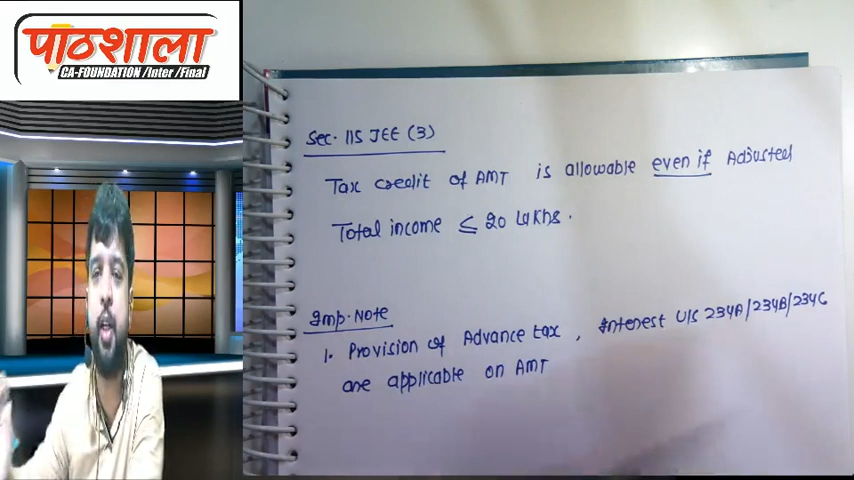 पाठशाला
CA-FOUNDATION /Inter /Final
Sec. 115 JEE (3)
Tax credit of AMT is allowable even if Adjusted
Total income ≤ 20 lakhs.
Imp. Note
1. Provision of Advance tax, Interest U/S 234A/234B/234C
are applicable on AMT